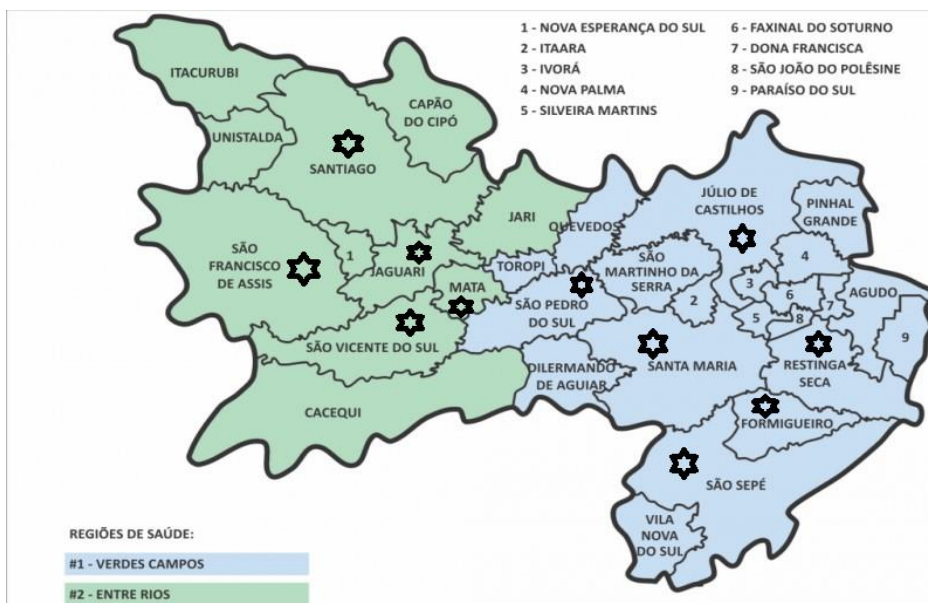 1 - NOVA ESPERANÇA DO SUL
2 - ITAARA
3 - IVORÁ
4 - NOVA PALMA
5 - SILVEIRA MARTINS
6 - FAXINAL DO SOTURNO
7 - DONA FRANCISCA
8 - SÃO JOÃO DO POLÊSINE
9 - PARAÍSO DO SUL
ITACURUBI
UNISTALDA
CAPÃO
DO CIPÓ
SANTIAGO
SÃO
FRANCISCO
DE ASSIS
1
JAGUARI
JARI
MATA
SÃO VICENTE DO SUL
CACEQUI
QUEVEDOS
TOROPI
SÃO PEDRO
DO SUL
DILERMANDO
DE AGUIAR
JÚLIO DE
CASTILHOS
PINHAL
GRANDE
SÃO
MARTINHO DA
SERRA
2
3
4
5
6
7
8
AGUDO
9
SANTA MARIA
RESTINGA
SECA
FORMIGUEIRO
SÃO SEPÉ
VILA
NOVA
DO SUL
REGIÕES DE SAÚDE:
#1 - VERDES CAMPOS
#2 - ENTRE RIOS